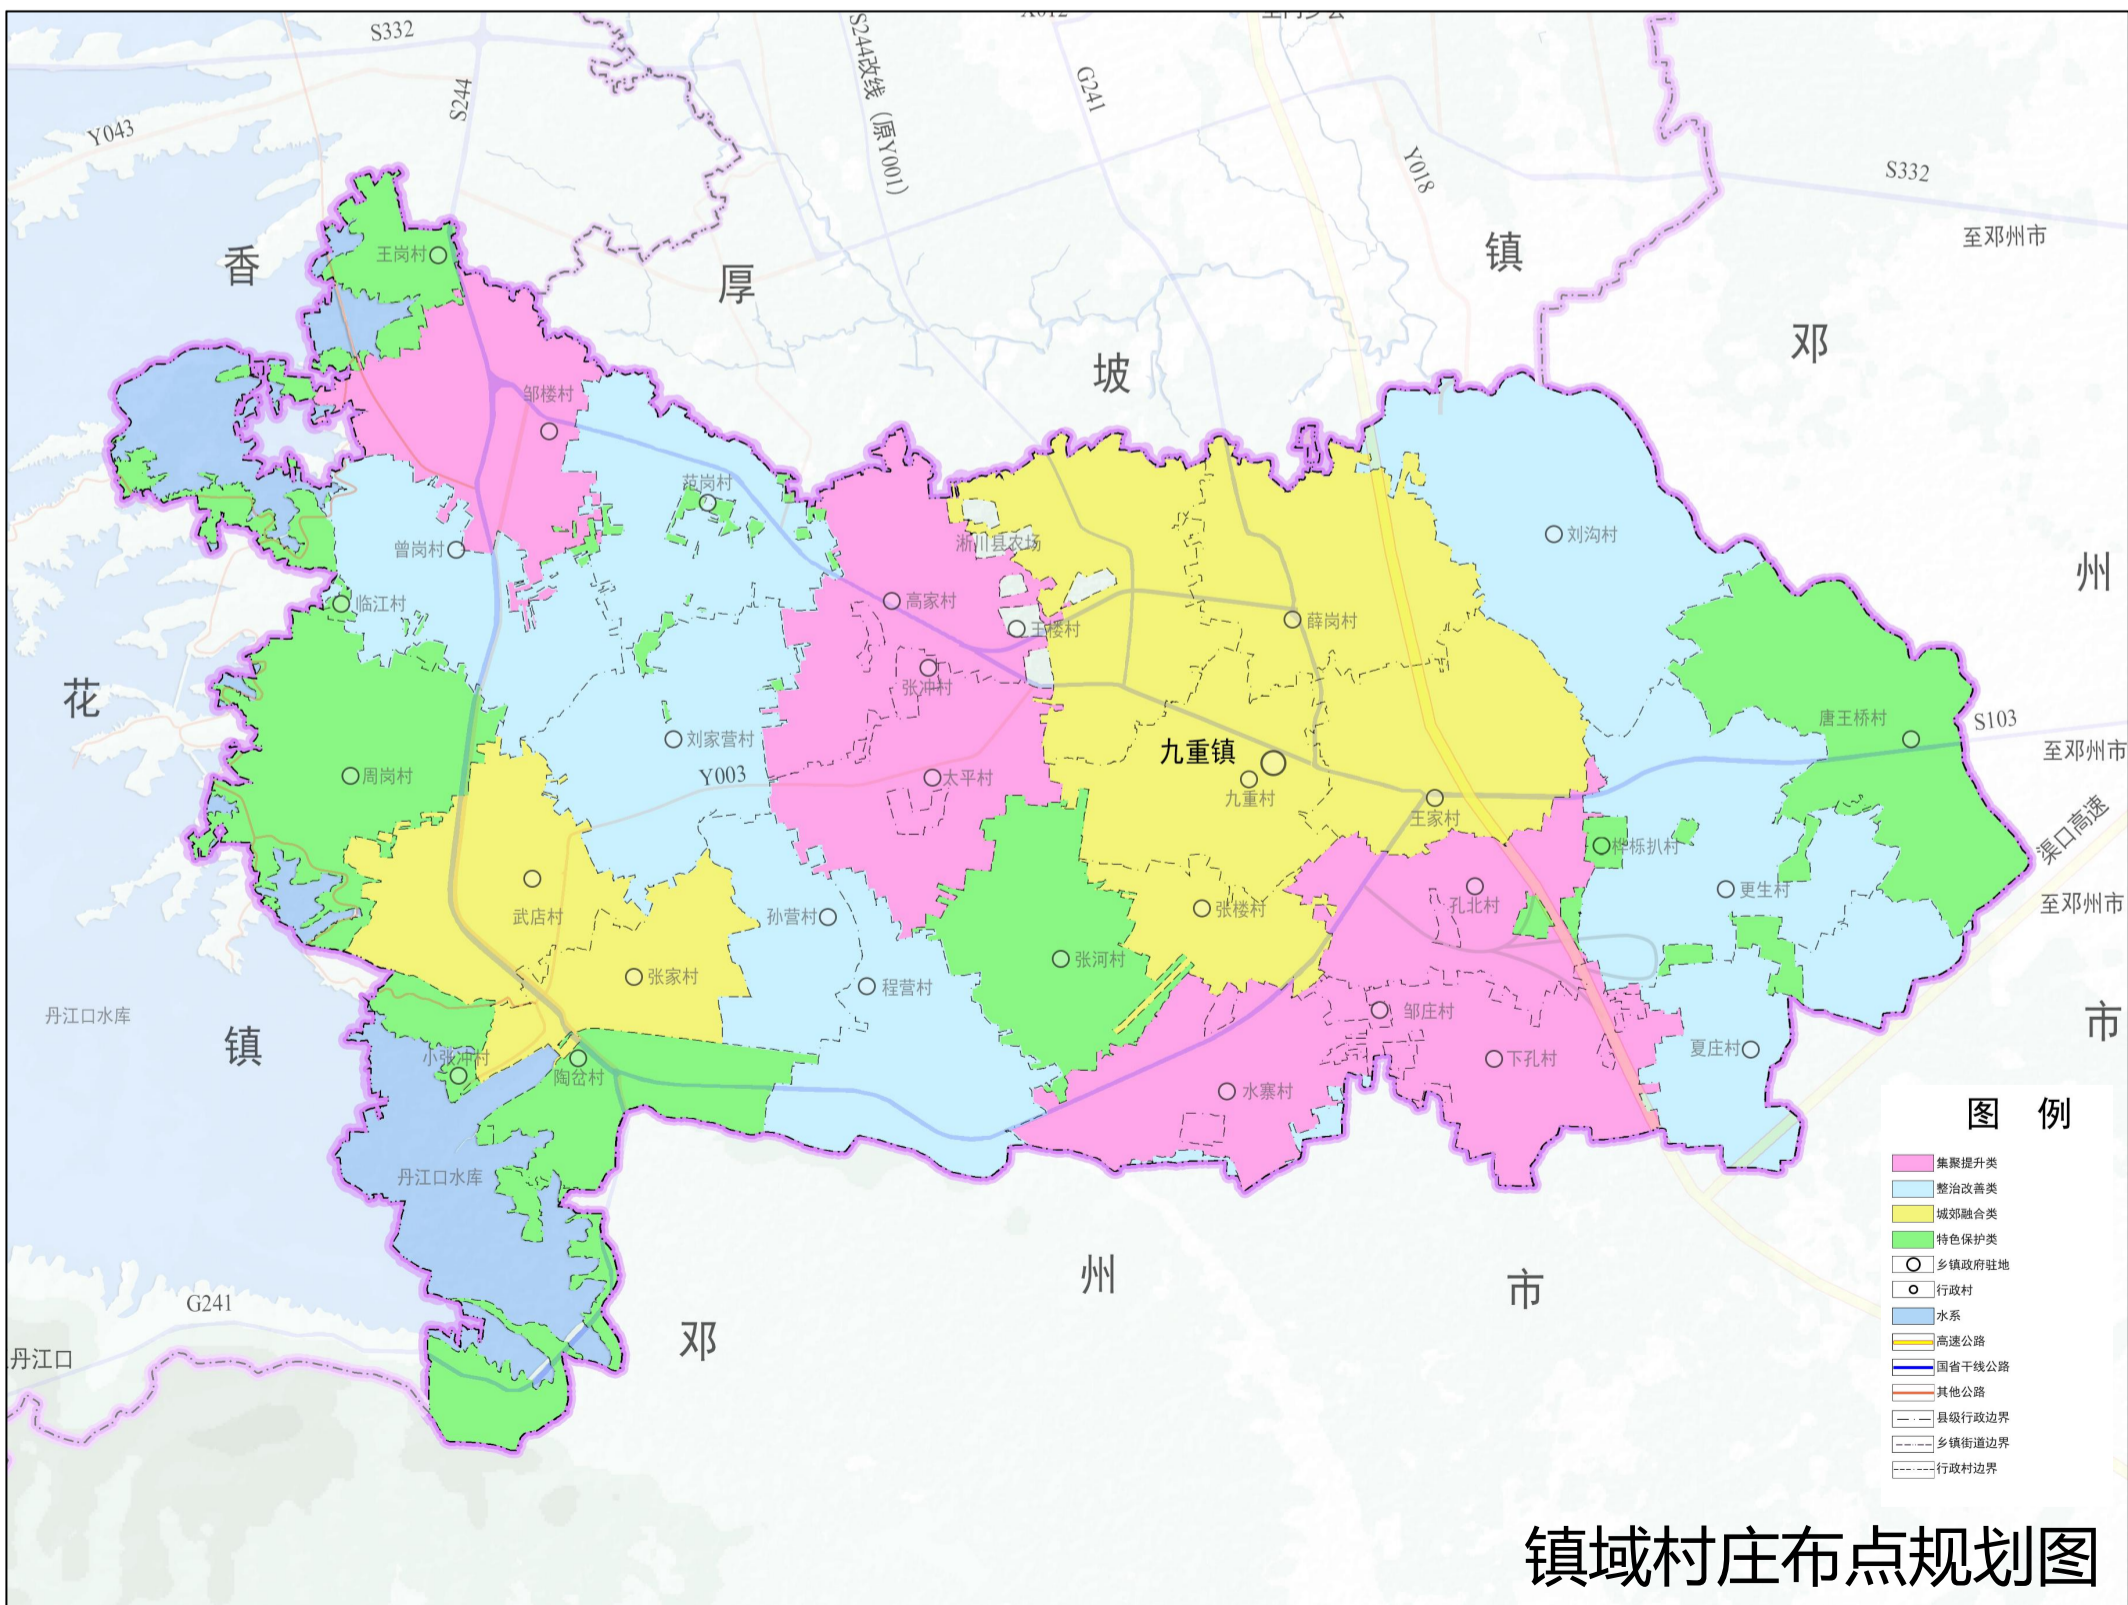 S332
S244
S244改线（原Y001）
G241
Y043
Y018
S332
至邓州市
香
厚
镇
坡
邓
王岗村
邹楼村
范岗村
曾岗村
淅川县农场
刘沟村
州
临江村
高家村
王楼村
薛岗村
张冲村
花
唐王桥村
S103
刘家营村
九重镇
至邓州市
周岗村
Y003
太平村
九重村
王家村
渠口高速
桦栎扒村
武店村
孙营村
张楼村
孔北村
更生村
至邓州市
张家村
张河村
程营村
丹江口水库
邹庄村
市
镇
小张冲村
陶岔村
夏庄村
下孔村
水寨村
丹江口水库
州
市
G241
邓
丹江口
图 例
集聚提升类
整治改善类
城郊融合类
特色保护类
乡镇政府驻地
行政村
水系
高速公路
国省干线公路
其他公路
县级行政边界
乡镇街道边界
行政村边界
镇域村庄布点规划图